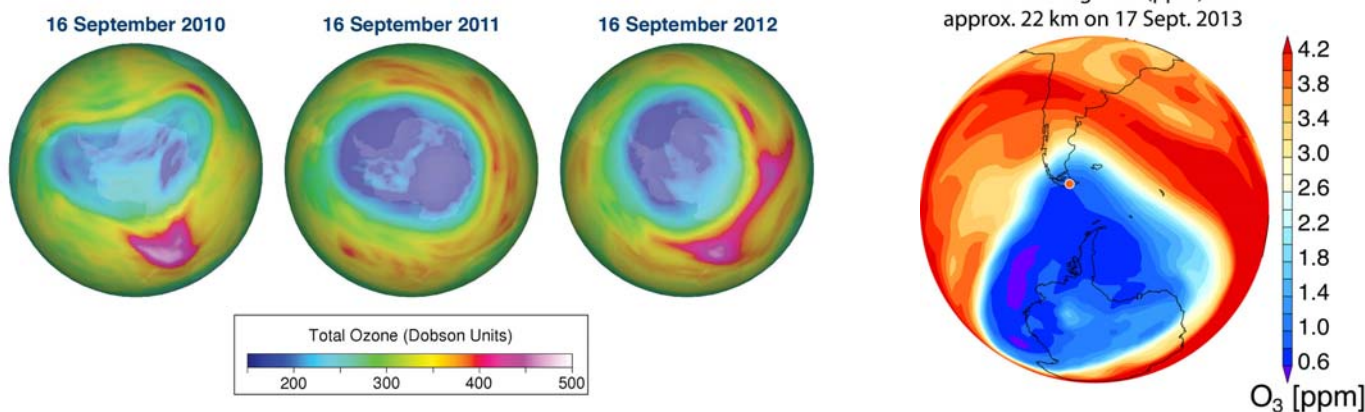 16 September 2010
16 September 2011
16 September 2012
Total Ozone (Dobson Units)
200 300 400 500
approx. 22 km on 17 Sept. 2013
4.2
3.8
3.4
3.0
2.6
2.2
1.8
1.4
1.0
0.6
O₃ [ppm]